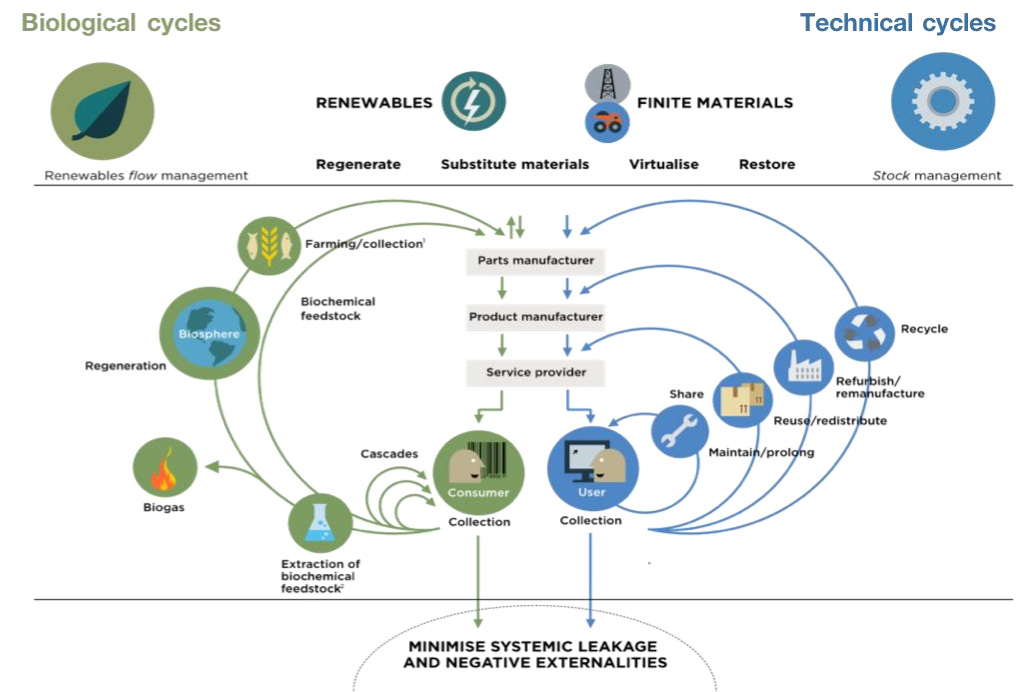 Biological cycles
Technical cycles
RENEWABLES
FINITE MATERIALS
Regenerate
Substitute materials
Virtualise
Restore
Renewables flow management
Stock management
Farming/collection¹
Parts manufacturer
Biochemical
feedstock
Product manufacturer
Biosphere
Recycle
Regeneration
Service provider
Refurbish/
remanufacture
Share
Reuse/redistribute
Maintain/prolong
Cascades
Consumer
User
Biogas
Collection
Collection
Extraction of
biochemical
feedstock²
MINIMISE SYSTEMIC LEAKAGE
AND NEGATIVE EXTERNALITIES